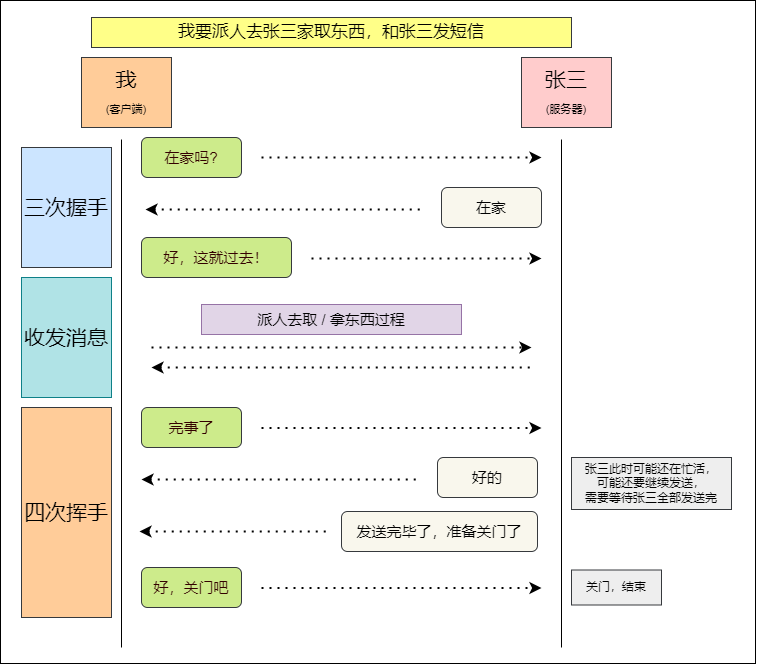 我要派人去张三家取东西，和张三发短信
我
(客户端)
张三
(服务器)
三次握手
在家吗？
在家
好，这就过去！
收发消息
派人去取 / 拿东西过程
四次挥手
完事了
好的
张三此时可能还在忙活，
可能还要继续发送，
需要等待张三全部发送完
发送完毕了，准备关门了
好，关门吧
关门，结束